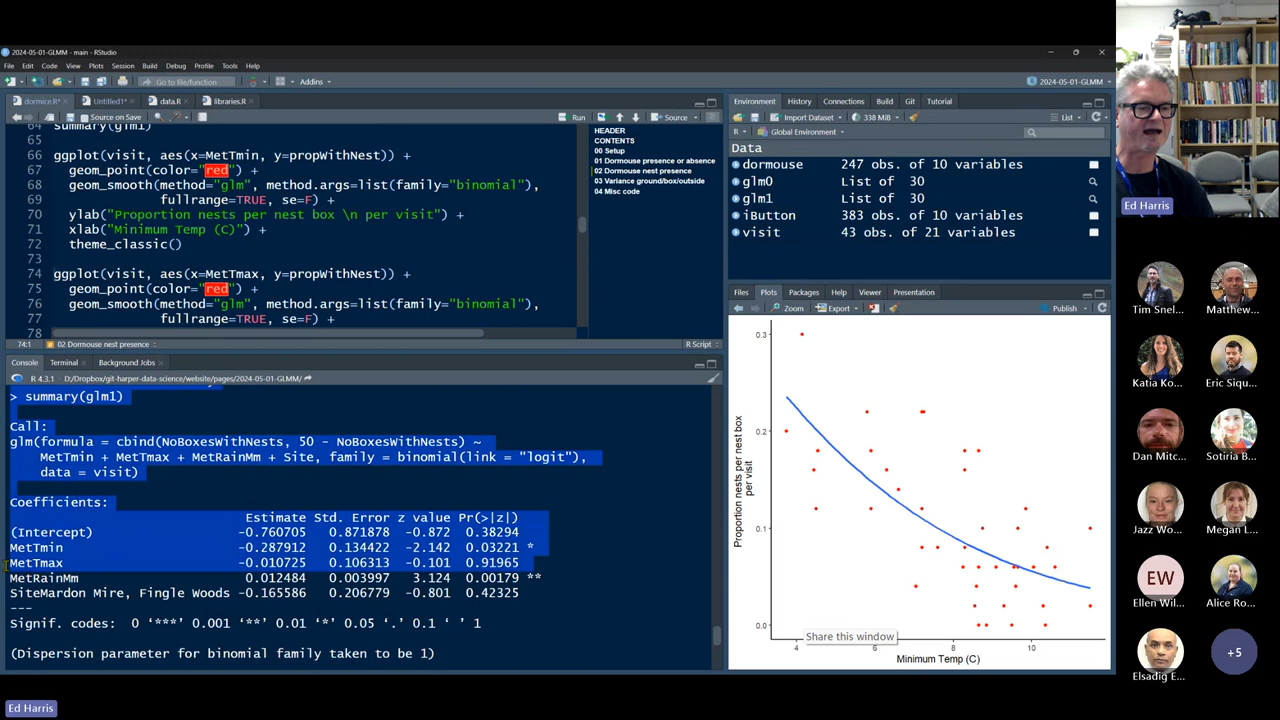 2024-05-01-GLMM - main - RStudio
File Edit Code View Plots Session Build Debug Profile Tools Help
Go to file/function Addins 2024-05-01-GLMM
dormice.R* Untitled1* data.R libraries.R
Source on Save Run Source
64 summary(glm1)
65
66 ggplot(visit, aes(x=MetTmin, y=propWithNest)) +
67 geom_point(color="red") +
68 geom_smooth(method="glm", method.args=list(family="binomial"),
69 fullrange=TRUE, se=F) +
70 ylab("Proportion nests per nest box \n per visit") +
71 xlab("Minimum Temp (C)") +
72 theme_classic()
73
74 ggplot(visit, aes(x=MetTmax, y=propWithNest)) +
75 geom_point(color="red") +
76 geom_smooth(method="glm", method.args=list(family="binomial"),
77 fullrange=TRUE, se=F) +
78
74:1 02 Dormouse nest presence R Script
HEADER
CONTENTS
00 Setup
01 Dormouse presence or absence
02 Dormouse nest presence
03 Variance ground/box/outside
04 Misc code
Console Terminal Background Jobs
R 4.3.1 D:/Dropbox/git-harper-data-science/website/pages/2024-05-01-GLMM/
> summary(glm1)
Call:
glm(formula = cbind(NoBoxesWithNests, 50 - NoBoxesWithNests) ~
MetTmin + MetTmax + MetRainMm + Site, family = binomial(link = "logit"),
data = visit)
Coefficients:
Estimate Std. Error z value Pr(>|z|)
(Intercept) -0.760705 0.871878 -0.872 0.38294
MetTmin -0.287912 0.134422 -2.142 0.03221 *
MetTmax -0.010725 0.106313 -0.101 0.91965
MetRainMm 0.012484 0.003997 3.124 0.00179 **
SiteMardon Mire, Fingle Woods -0.165586 0.206779 -0.801 0.42325
---
Signif. codes: 0 ‘***’ 0.001 ‘**’ 0.01 ‘*’ 0.05 ‘.’ 0.1 ‘ ’ 1
(Dispersion parameter for binomial family taken to be 1)
Environment History Connections Build Git Tutorial
Import Dataset 338 MiB List
R Global Environment
Data
dormouse 247 obs. of 10 variables
glm0 List of 30
glm1 List of 30
iButton 383 obs. of 10 variables
visit 43 obs. of 21 variables
Files Plots Packages Help Viewer Presentation
Zoom Export Publish
Proportion nests per nest box
per visit
0.3
0.2
0.1
0.0
4 6 8 10
Minimum Temp (C)
Share this window
Ed Harris
Tim Snel...
Matthew...
Katia Ko...
Eric Siqu...
Dan Mitc...
Sotiria B...
Jazz Wo...
Megan L...
EW
Ellen Wil...
Alice Ro...
Elsadig E...
+5
Ed Harris